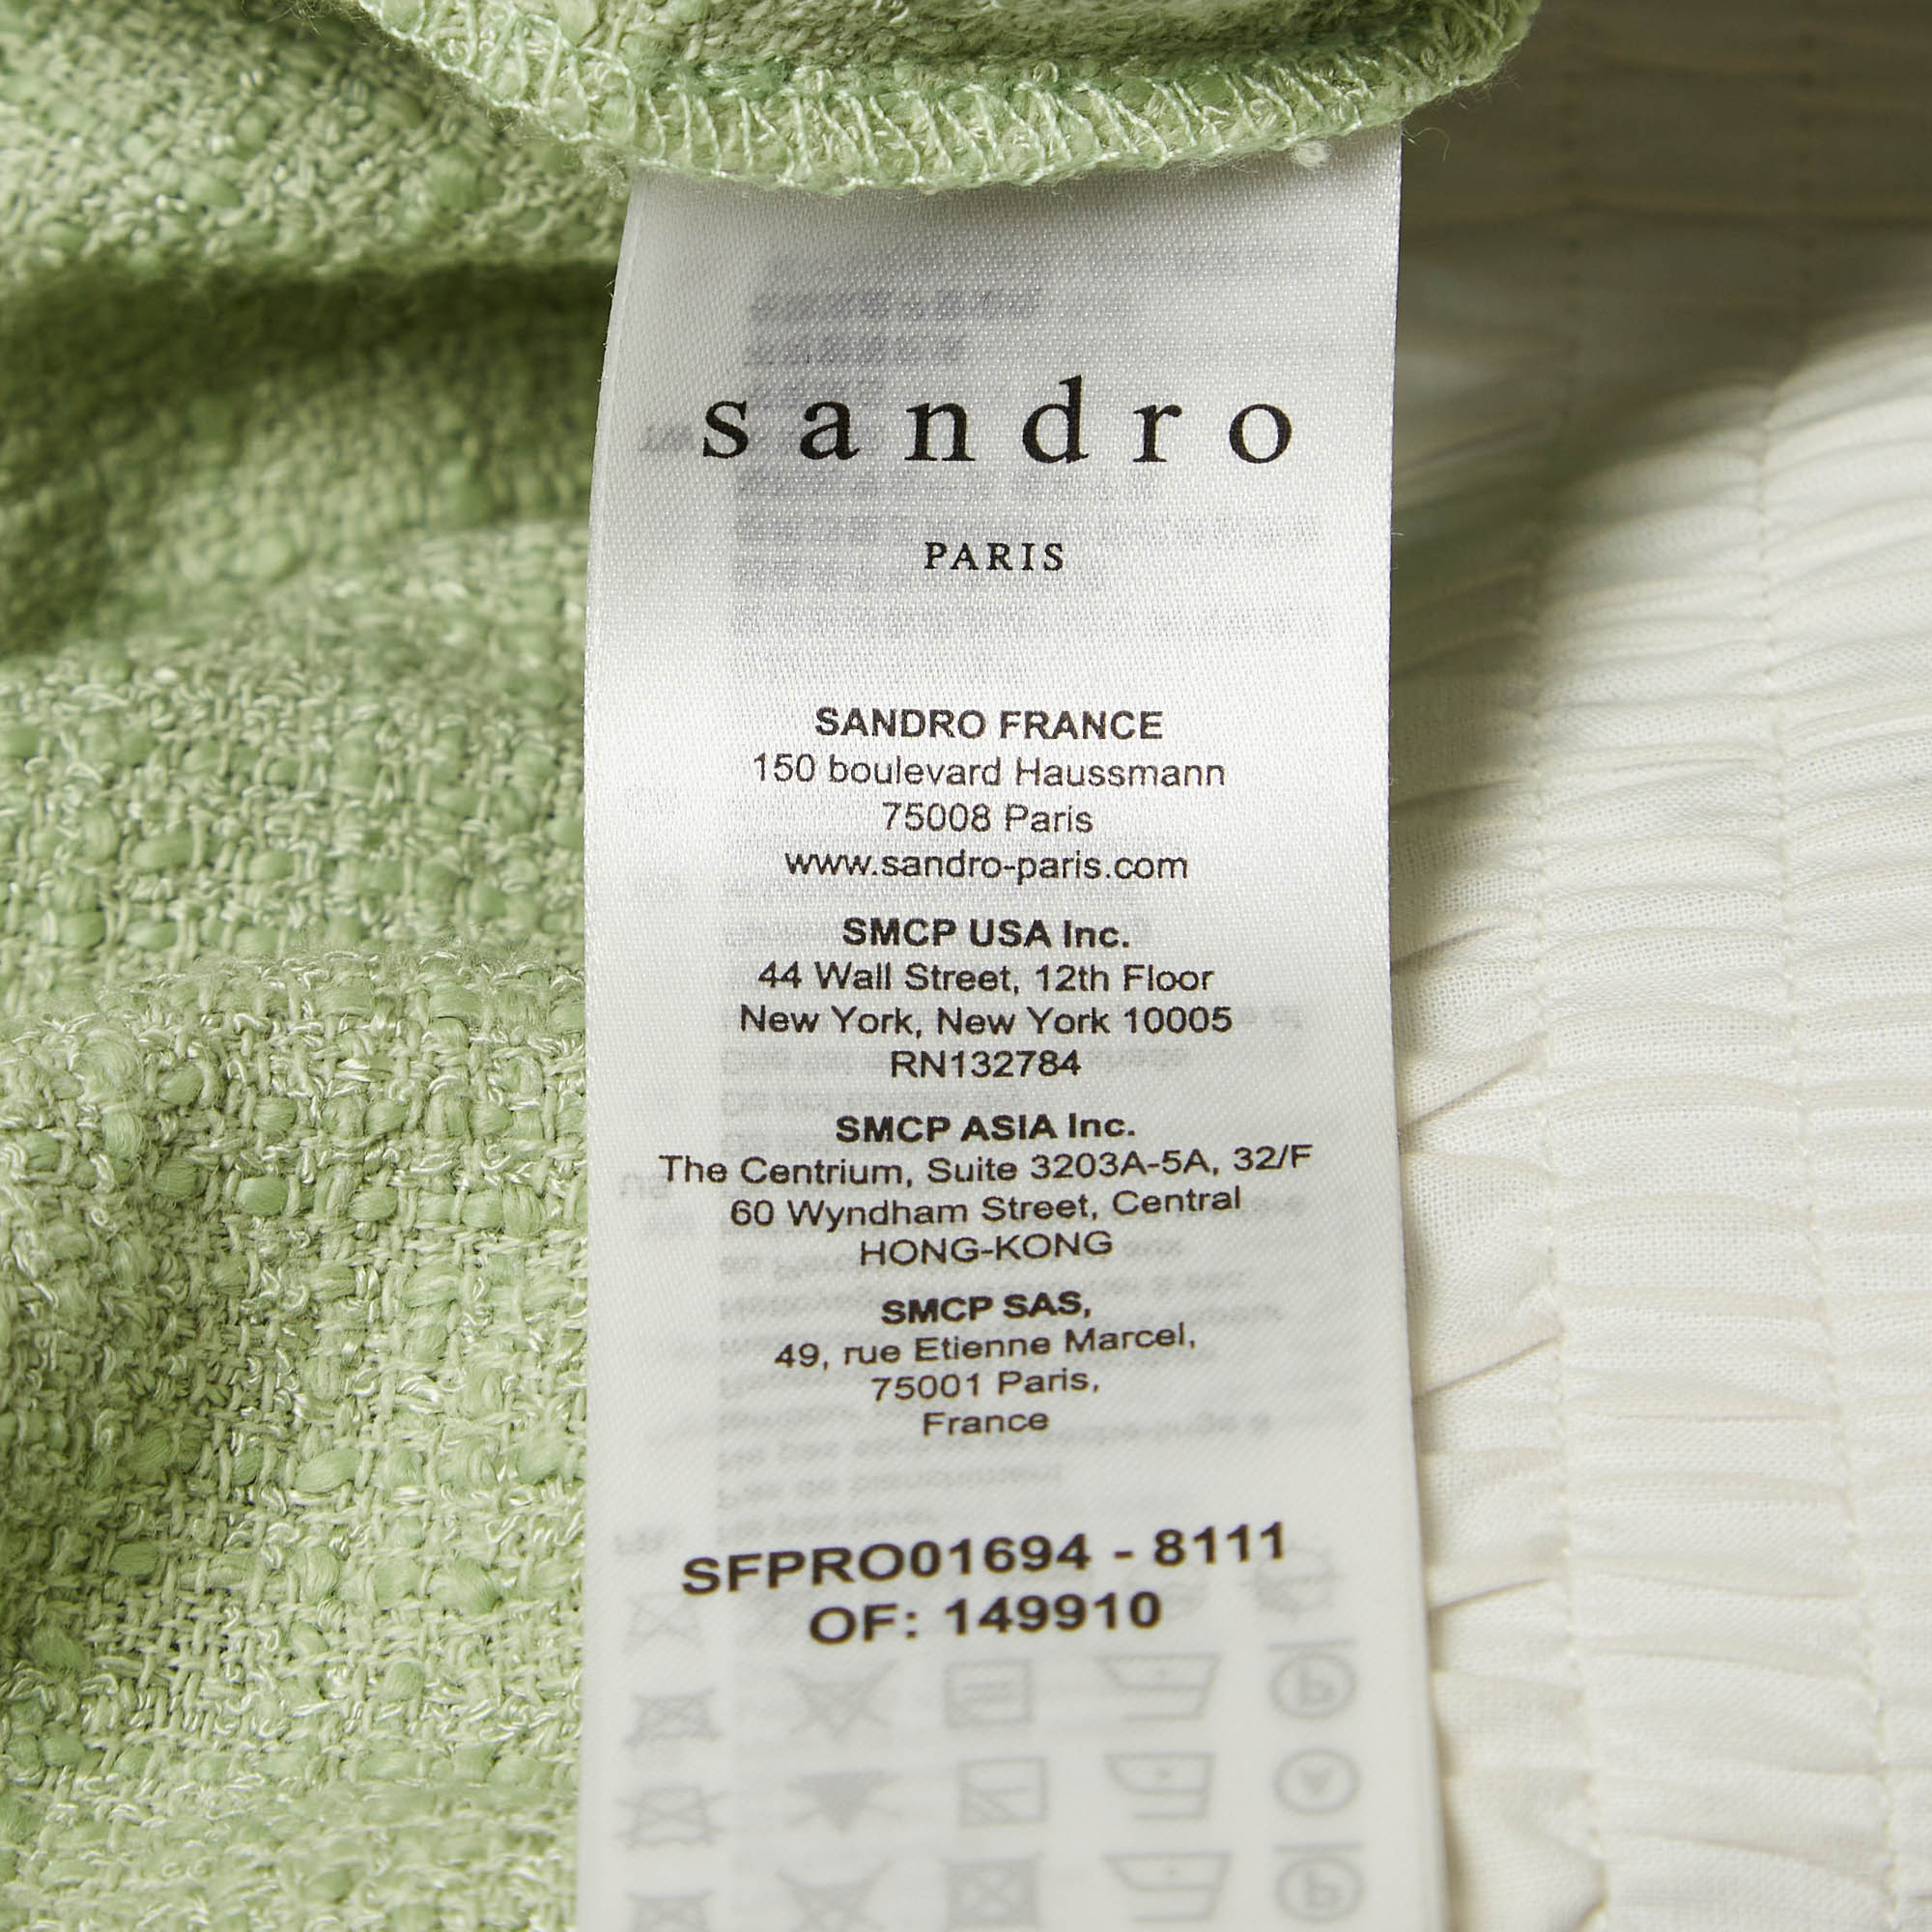 sandro
PARIS
SANDRO FRANCE
150 boulevard Haussmann
75008 Paris
www.sandro-paris.com
SMCP USA Inc.
44 Wall Street, 12th Floor
New York, New York 10005
RN132784
SMCP ASIA Inc.
The Centrium, Suite 3203A-5A, 32/F
60 Wyndham Street, Central
HONG-KONG
SMCP SAS,
49, rue Etienne Marcel,
75001 Paris,
France
SFPRO01694 - 8111
OF: 149910